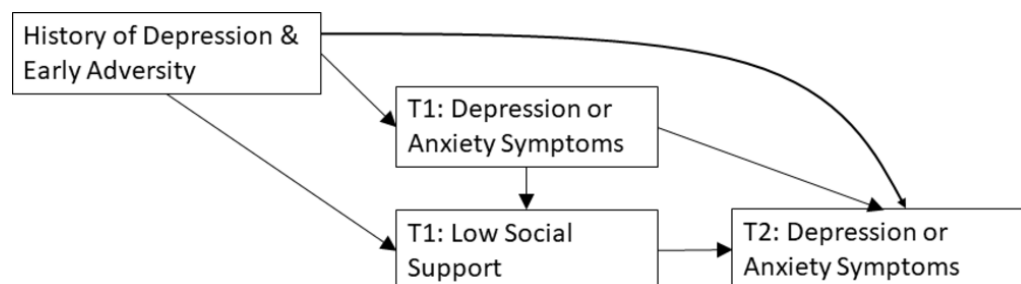 History of Depression &
Early Adversity
T1: Depression or
Anxiety Symptoms
T1: Low Social
Support
T2: Depression or
Anxiety Symptoms